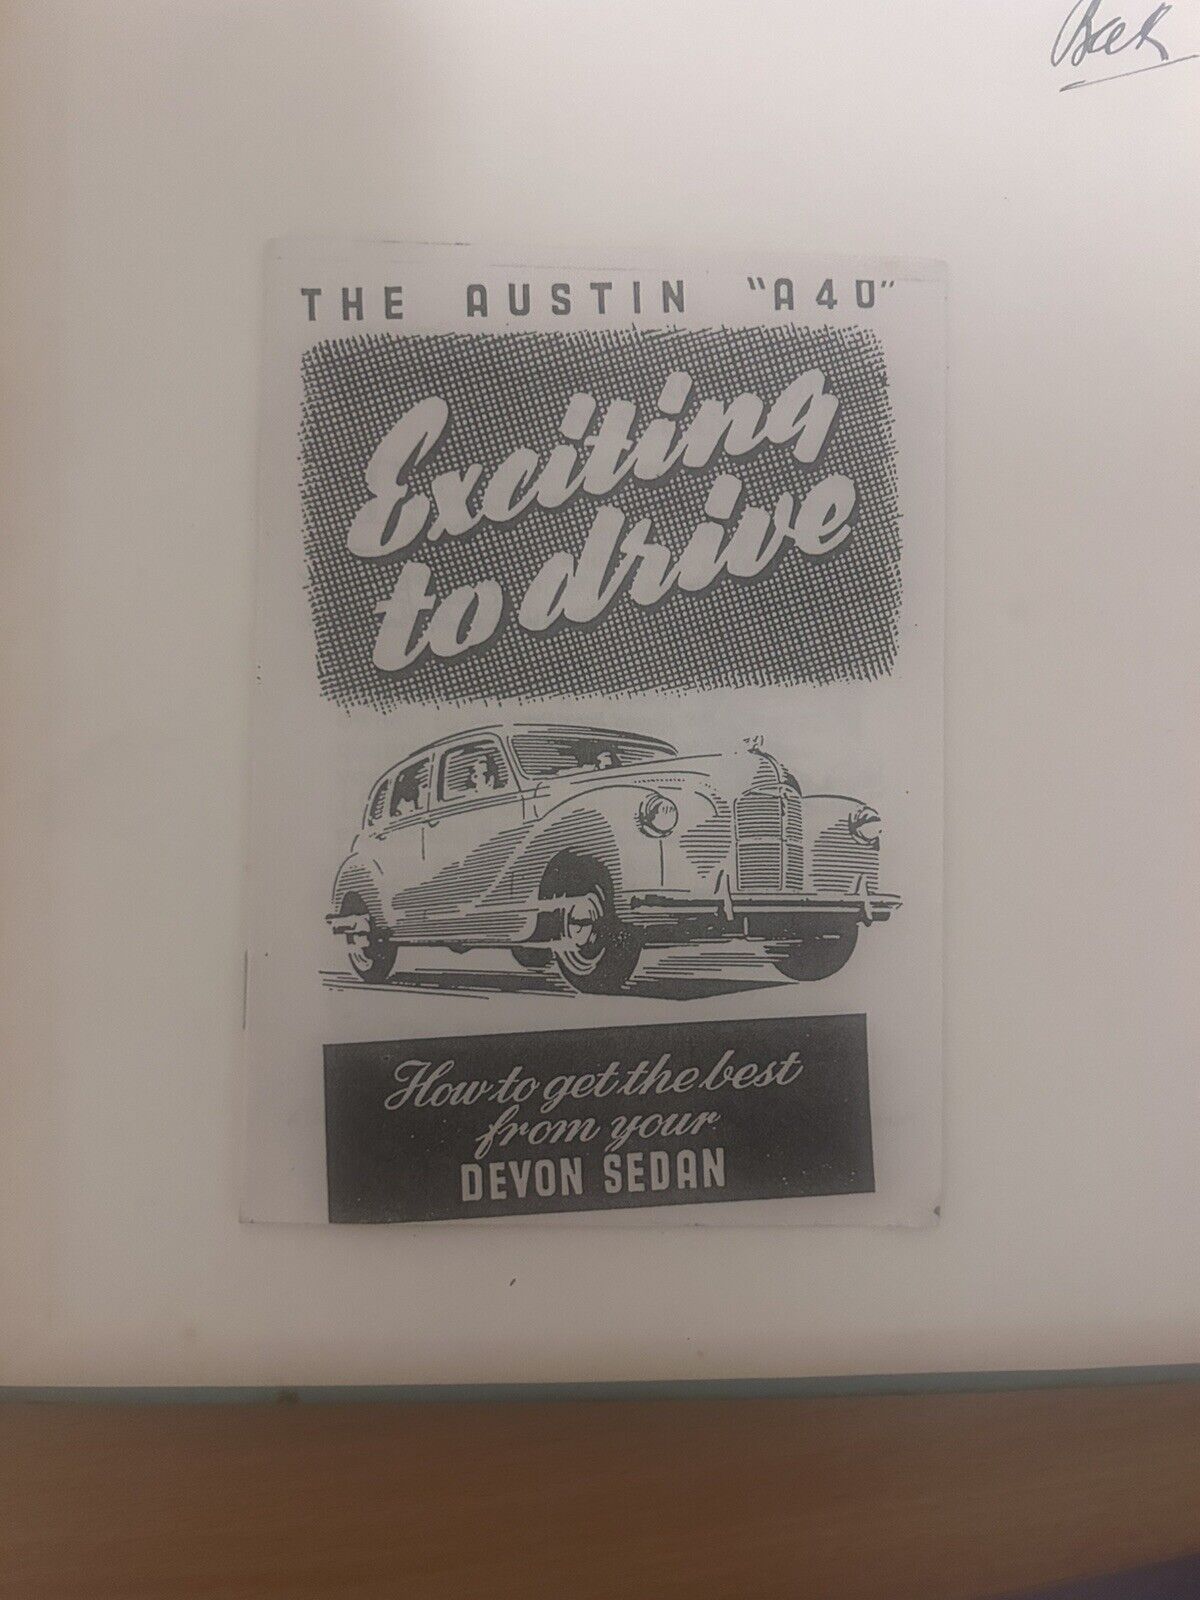 THE AUSTIN "A40"
Exciting
to drive
How to get the best
from your
DEVON SEDAN